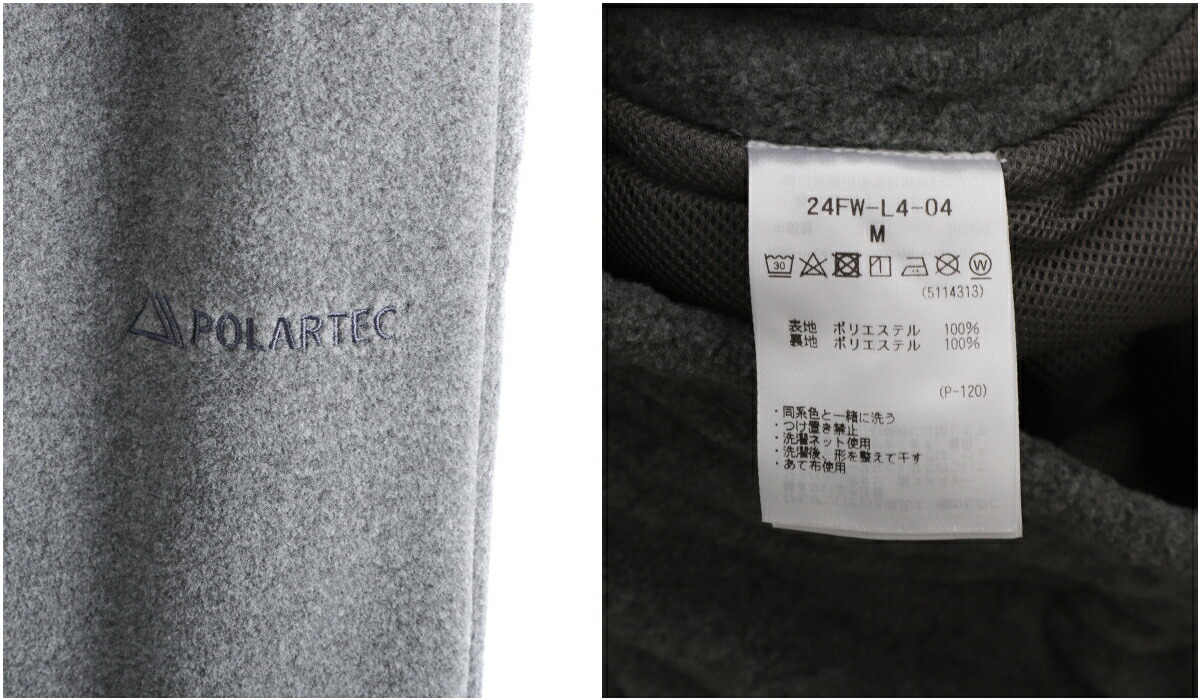 POLARTEC
24FW-L4-04
M
30
W
(5114313)
表地 ポリエステル 100%
裏地 ポリエステル 100%
(P-120)
・同系色と一緒に洗う
・つけ置き禁止
・洗濯ネット使用
・洗濯後、形を整えて干す
・あて布使用